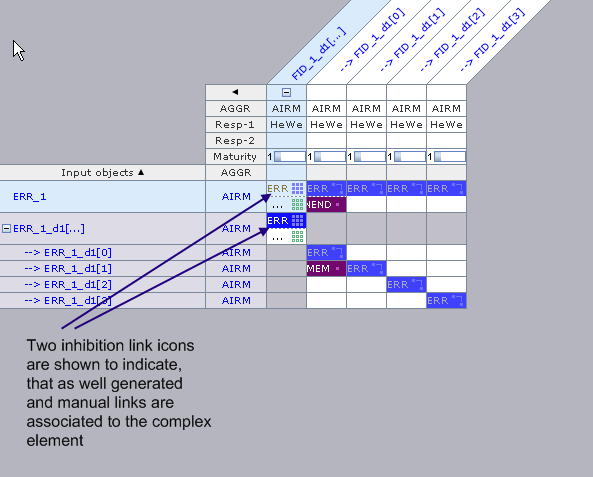 FID_1_d1[...]
--> FID_1_d1[0]
--> FID_1_d1[1]
--> FID_1_d1[2]
--> FID_1_d1[3]
AGGR AIRM AIRM AIRM AIRM AIRM
Resp-1 HeWe HeWe HeWe HeWe HeWe
Resp-2
Maturity 1 1 1 1 1
Input objects AGGR
ERR_1 AIRM ERR ERR ERR ERR ERR
... NEND
ERR_1_d1[...] AIRM ERR
...
--> ERR_1_d1[0] AIRM ERR
--> ERR_1_d1[1] AIRM MEM ERR
--> ERR_1_d1[2] AIRM ERR
--> ERR_1_d1[3] AIRM ERR
Two inhibition link icons
are shown to indicate,
that as well generated
and manual links are
associated to the complex
element